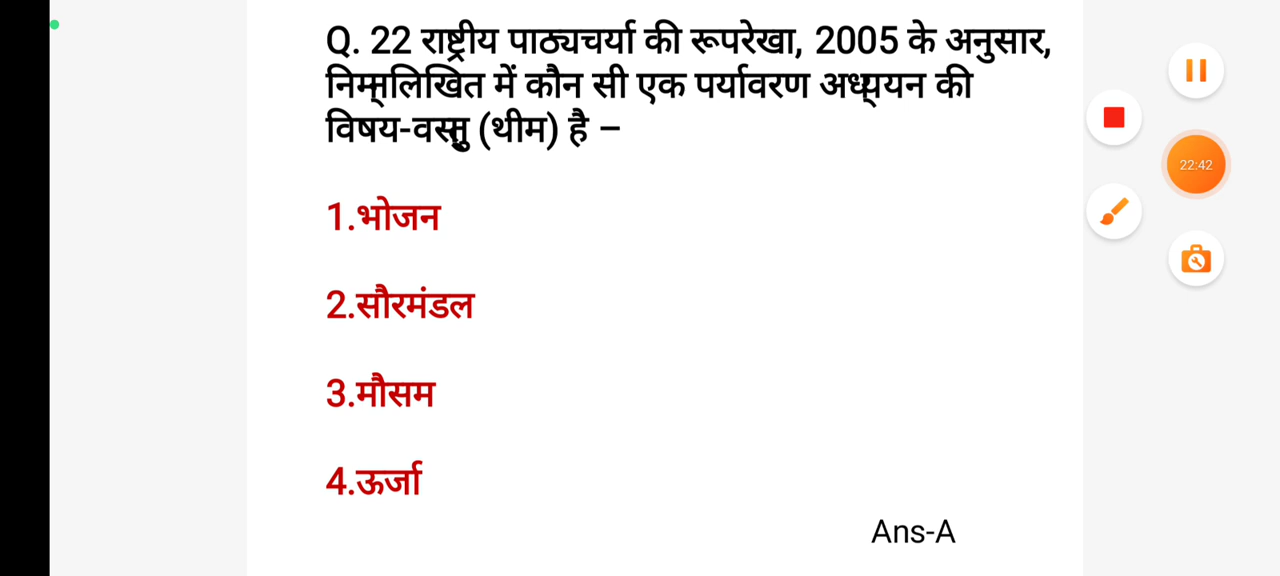 Q. 22 राष्ट्रीय पाठ्यचर्या की रूपरेखा, 2005 के अनुसार,
निम्नलिखित में कौन सी एक पर्यावरण अध्ययन की
विषय-वस्तु (थीम) है –
1.भोजन
2.सौरमंडल
3.मौसम
4.ऊर्जा
Ans-A
22:42